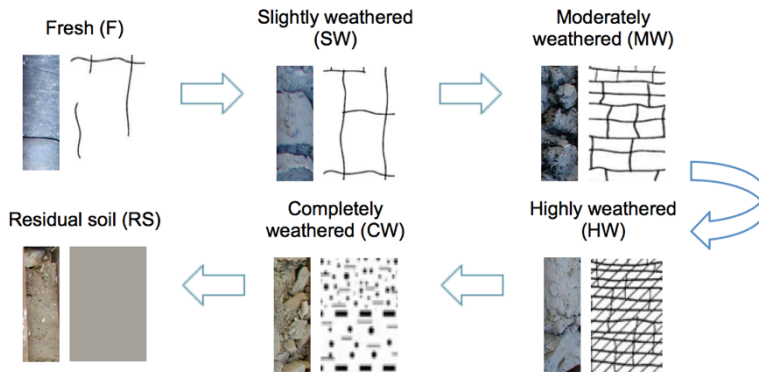 Fresh (F)
Slightly weathered
(SW)
Moderately
weathered (MW)
Residual soil (RS)
Completely
weathered (CW)
Highly weathered
(HW)